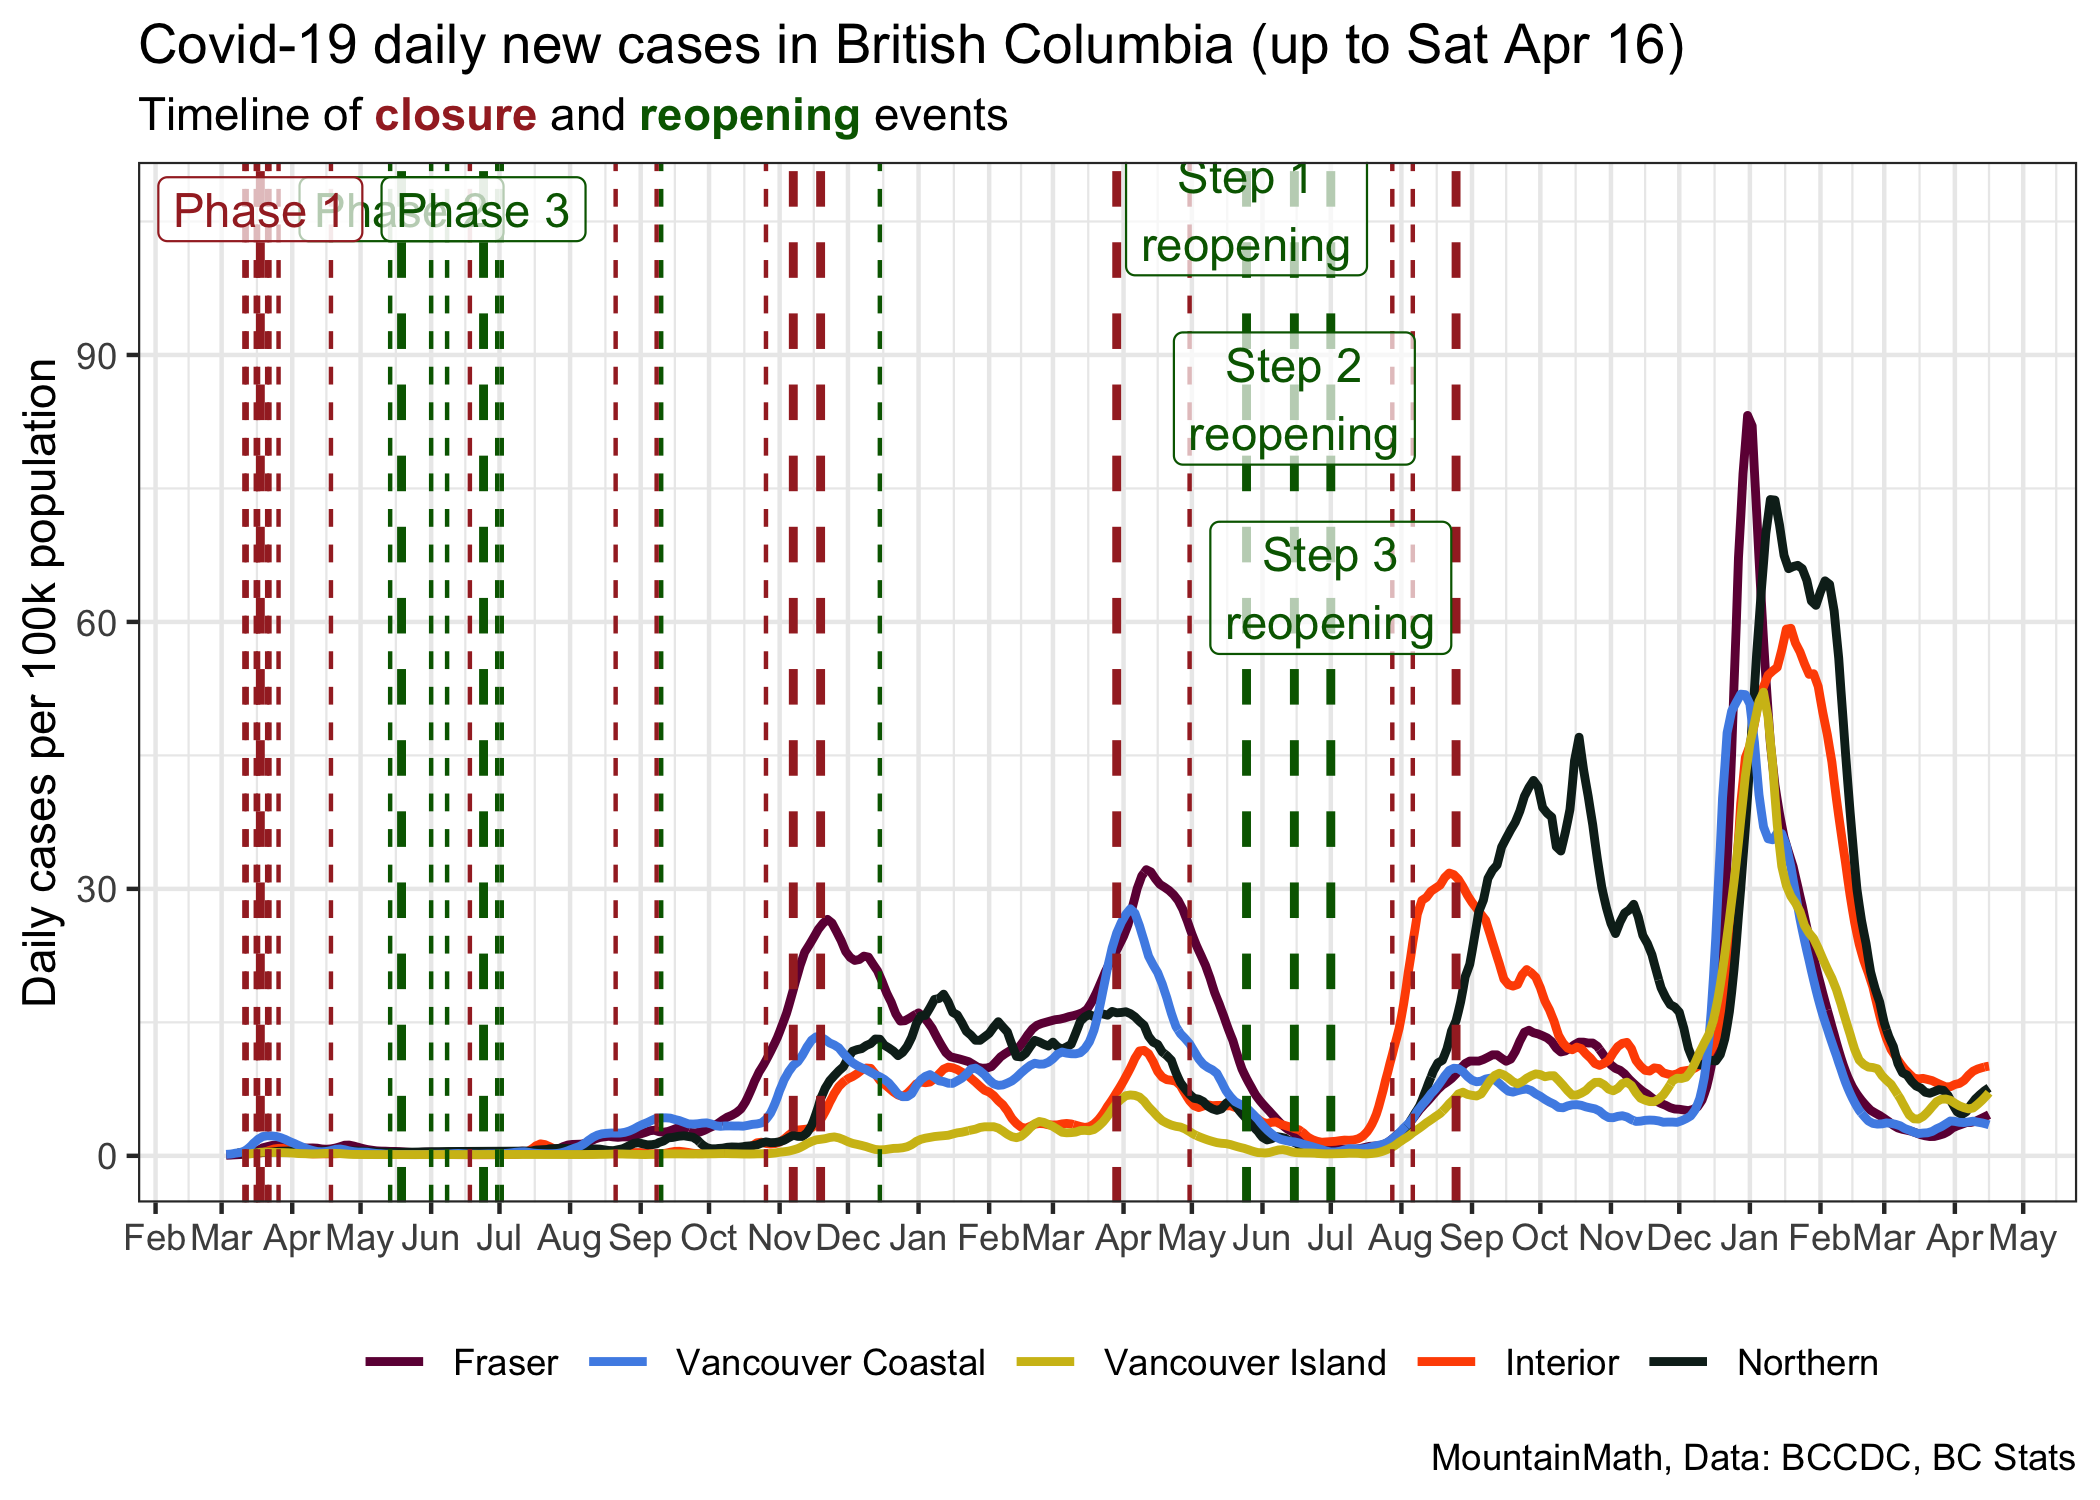 Covid-19 daily new cases in British Columbia (up to Sat Apr 16)
Timeline of closure and reopening events
Phase 1
Phase 2
Phase 3
Step 1
reopening
Step 2
reopening
Step 3
reopening
Daily cases per 100k population
90
60
30
0
Feb Mar Apr May Jun Jul Aug Sep Oct Nov Dec Jan Feb Mar Apr May Jun Jul Aug Sep Oct Nov Dec Jan Feb Mar Apr May
Fraser Vancouver Coastal Vancouver Island Interior Northern
MountainMath, Data: BCCDC, BC Stats